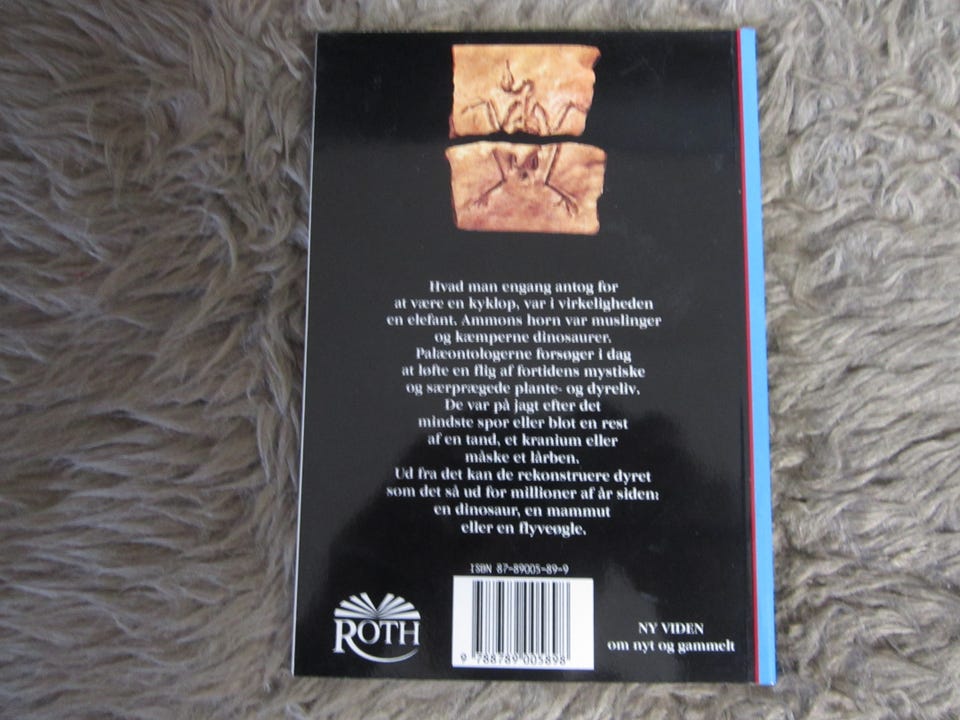 Hvad man engang antog for
at være en kyklop, var i virkeligheden
en elefant. Ammons horn var muslinger
og kæmperne dinosaurer.
Palæontologerne forsøger i dag
at løfte en flig af fortidens mystiske
og særprægede plante- og dyreliv.
De var på jagt efter det
mindste spor eller blot en rest
af en tand, et kranium eller
måske et lårben.
Ud fra det kan de rekonstruere dyret
som det så ud for millioner af år siden:
en dinosaur, en mammut
eller en flyveøgle.
ISBN 87-89005-89-9
9 788789 005898
ROTH
NY VIDEN
om nyt og gammelt